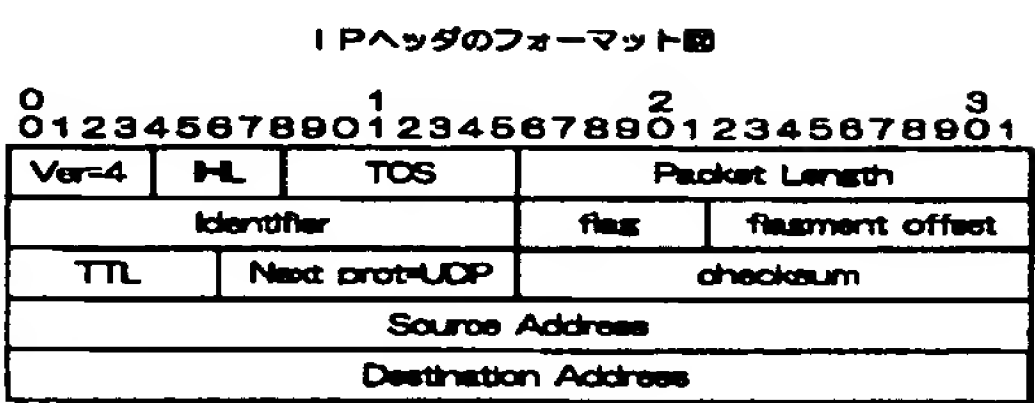 IPヘッダのフォーマット図
0 1 2 3
01234567890123456789012345678901
Ver=4 IHL TOS Packet Length
Identifier flag flagment offset
TTL Next prot=UDP checksum
Source Address
Destination Address